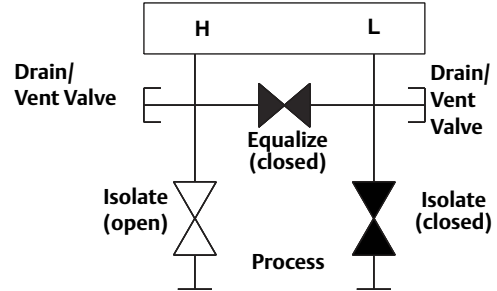 H
L
Drain/
Vent Valve
Drain/
Vent
Valve
Equalize
(closed)
Isolate
(open)
Isolate
(closed)
Process